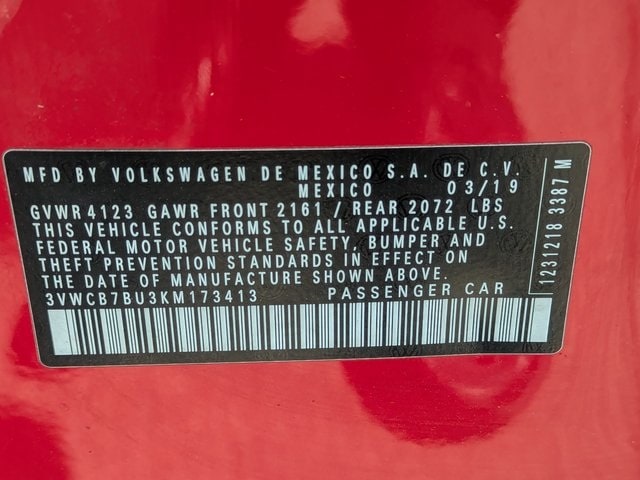 MFD BY VOLKSWAGEN DE MEXICO S.A. DE C.V.
MEXICO 03/19
GVWR 4123 GAWR FRONT 2161 / REAR 2072 LBS
THIS VEHICLE CONFORMS TO ALL APPLICABLE U.S.
FEDERAL MOTOR VEHICLE SAFETY, BUMPER AND
THEFT PREVENTION STANDARDS IN EFFECT ON
THE DATE OF MANUFACTURE SHOWN ABOVE.
3VWCB7BU3KM173413 PASSENGER CAR
1231218 3387 M